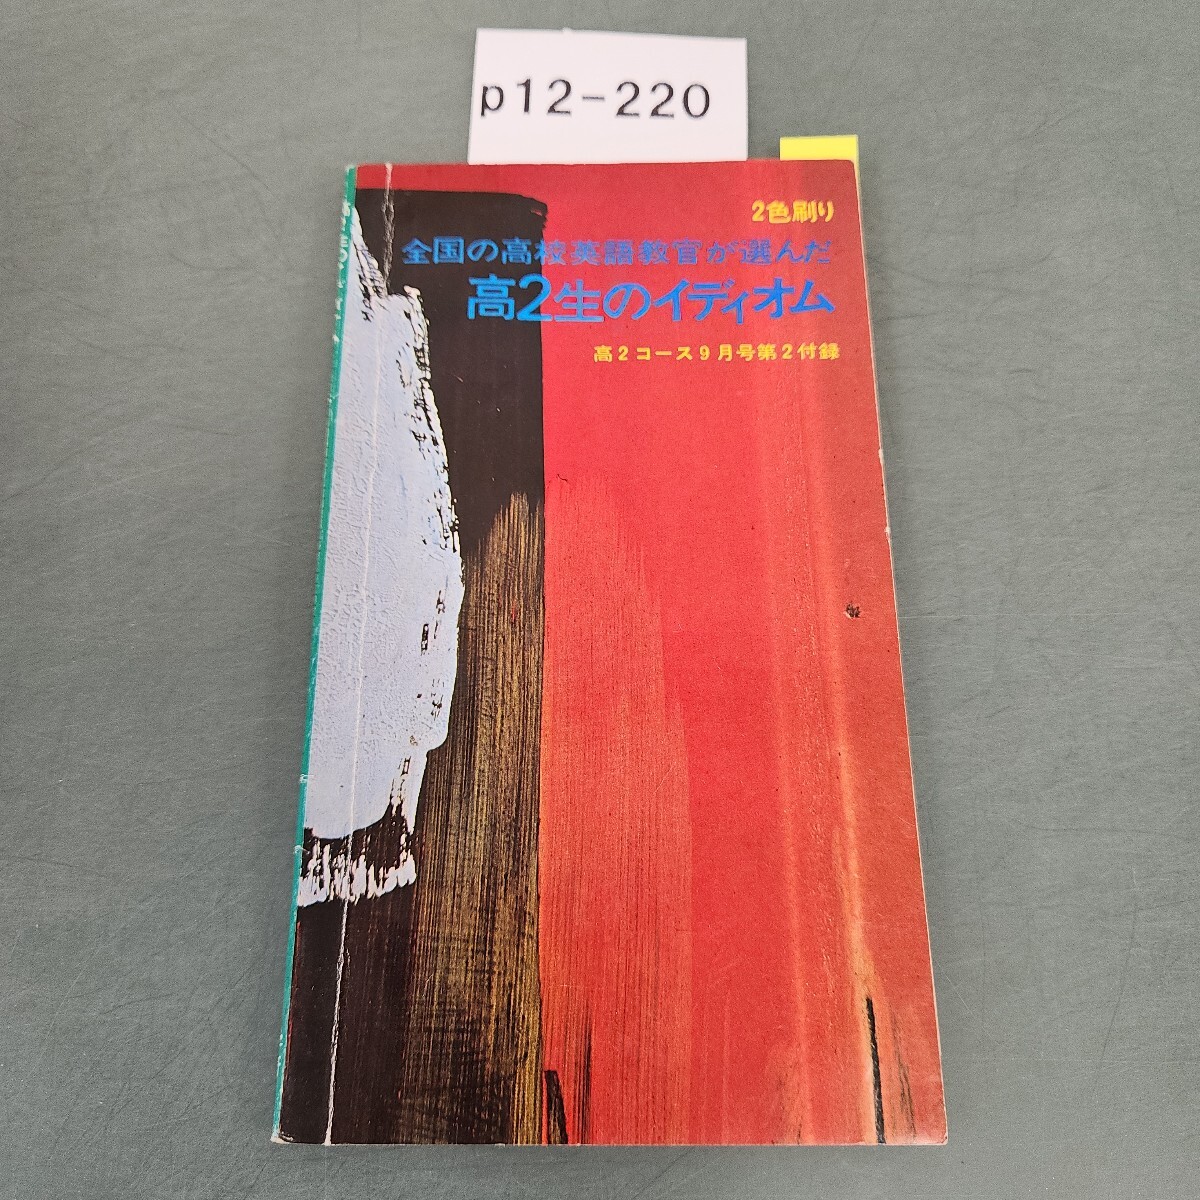 p12-220
2色刷り
全国の高校英語教官が選んだ
高2生のイディオム
高2コース9月号第2付録